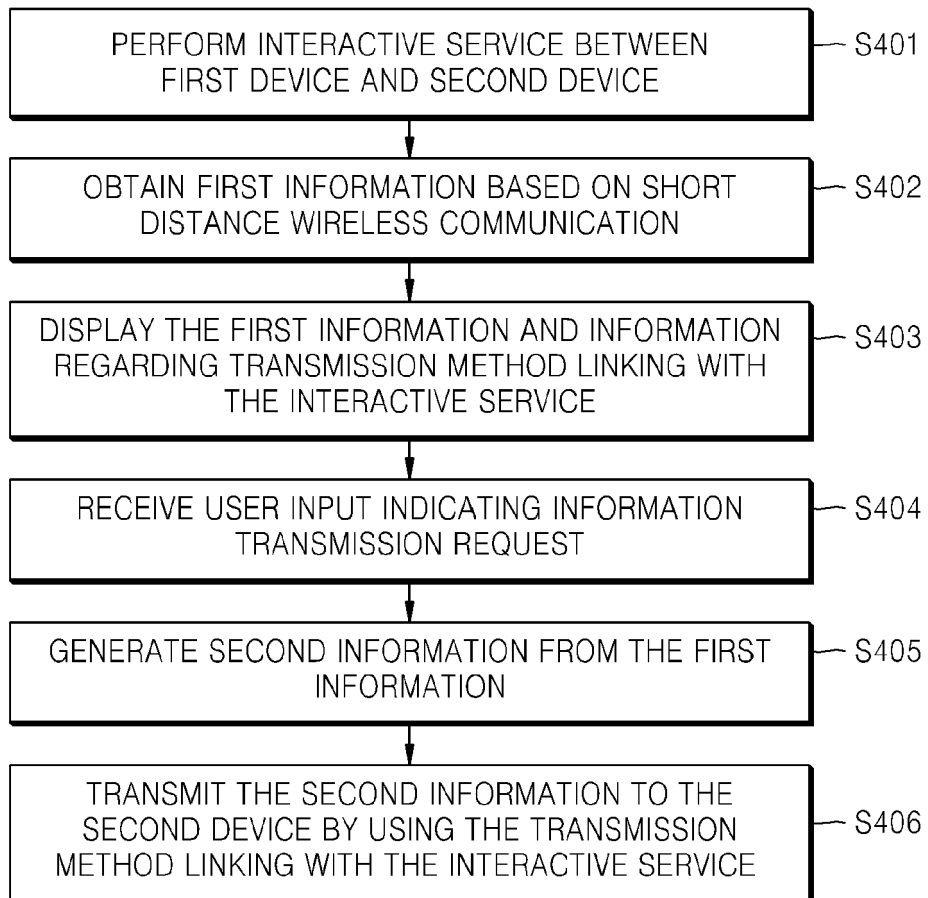 PERFORM INTERACTIVE SERVICE BETWEEN
FIRST DEVICE AND SECOND DEVICE
S401
OBTAIN FIRST INFORMATION BASED ON SHORT
DISTANCE WIRELESS COMMUNICATION
S402
DISPLAY THE FIRST INFORMATION AND INFORMATION
REGARDING TRANSMISSION METHOD LINKING WITH
THE INTERACTIVE SERVICE
S403
RECEIVE USER INPUT INDICATING INFORMATION
TRANSMISSION REQUEST
S404
GENERATE SECOND INFORMATION FROM THE FIRST
INFORMATION
S405
TRANSMIT THE SECOND INFORMATION TO THE
SECOND DEVICE BY USING THE TRANSMISSION
METHOD LINKING WITH THE INTERACTIVE SERVICE
S406